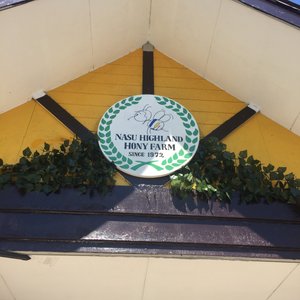 NASU HIGHLAND
HONY FARM
SINCE 1972